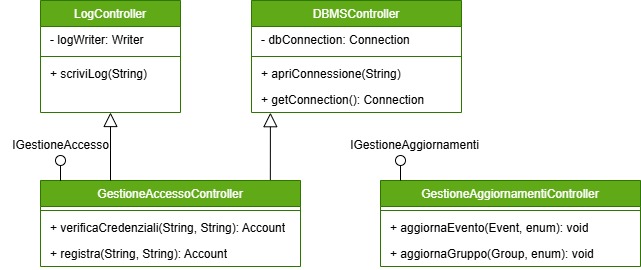 LogController
- logWriter: Writer
+ scriviLog(String)
DBMSController
- dbConnection: Connection
+ apriConnessione(String)
+ getConnection(): Connection
IGestioneAccesso
GestioneAccessoController
+ verificaCredenziali(String, String): Account
+ registra(String, String): Account
IGestioneAggiornamenti
GestioneAggiornamentiController
+ aggiornaEvento(Event, enum): void
+ aggiornaGruppo(Group, enum): void